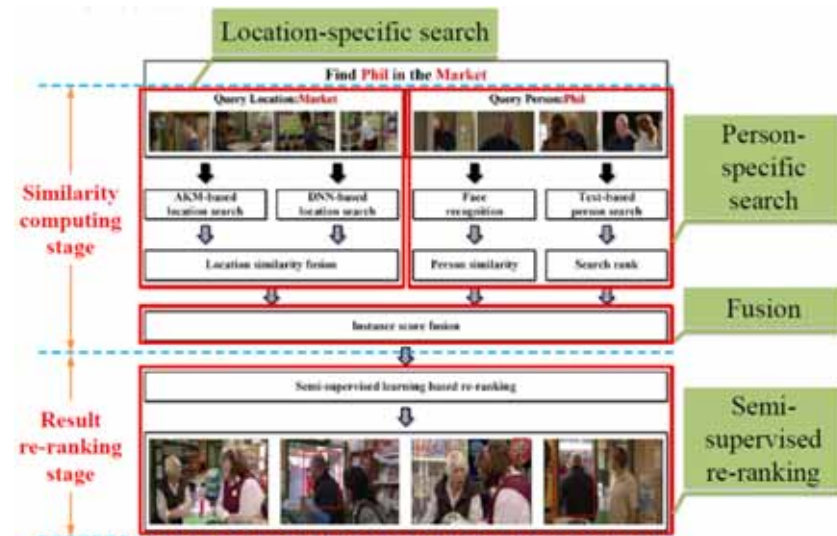 Location-specific search
Find Phil in the Market
Query Location:Market
Query Person:Phil
Person-
specific
search
Similarity
computing
stage
AKM-based
location search
DNN-based
location search
Face
recognition
Text-based
person search
Location similarity fusion
Person similarity
Search rank
Fusion
Instance score fusion
Semi-supervised learning based re-ranking
Result
re-ranking
stage
Semi-
supervised
re-ranking